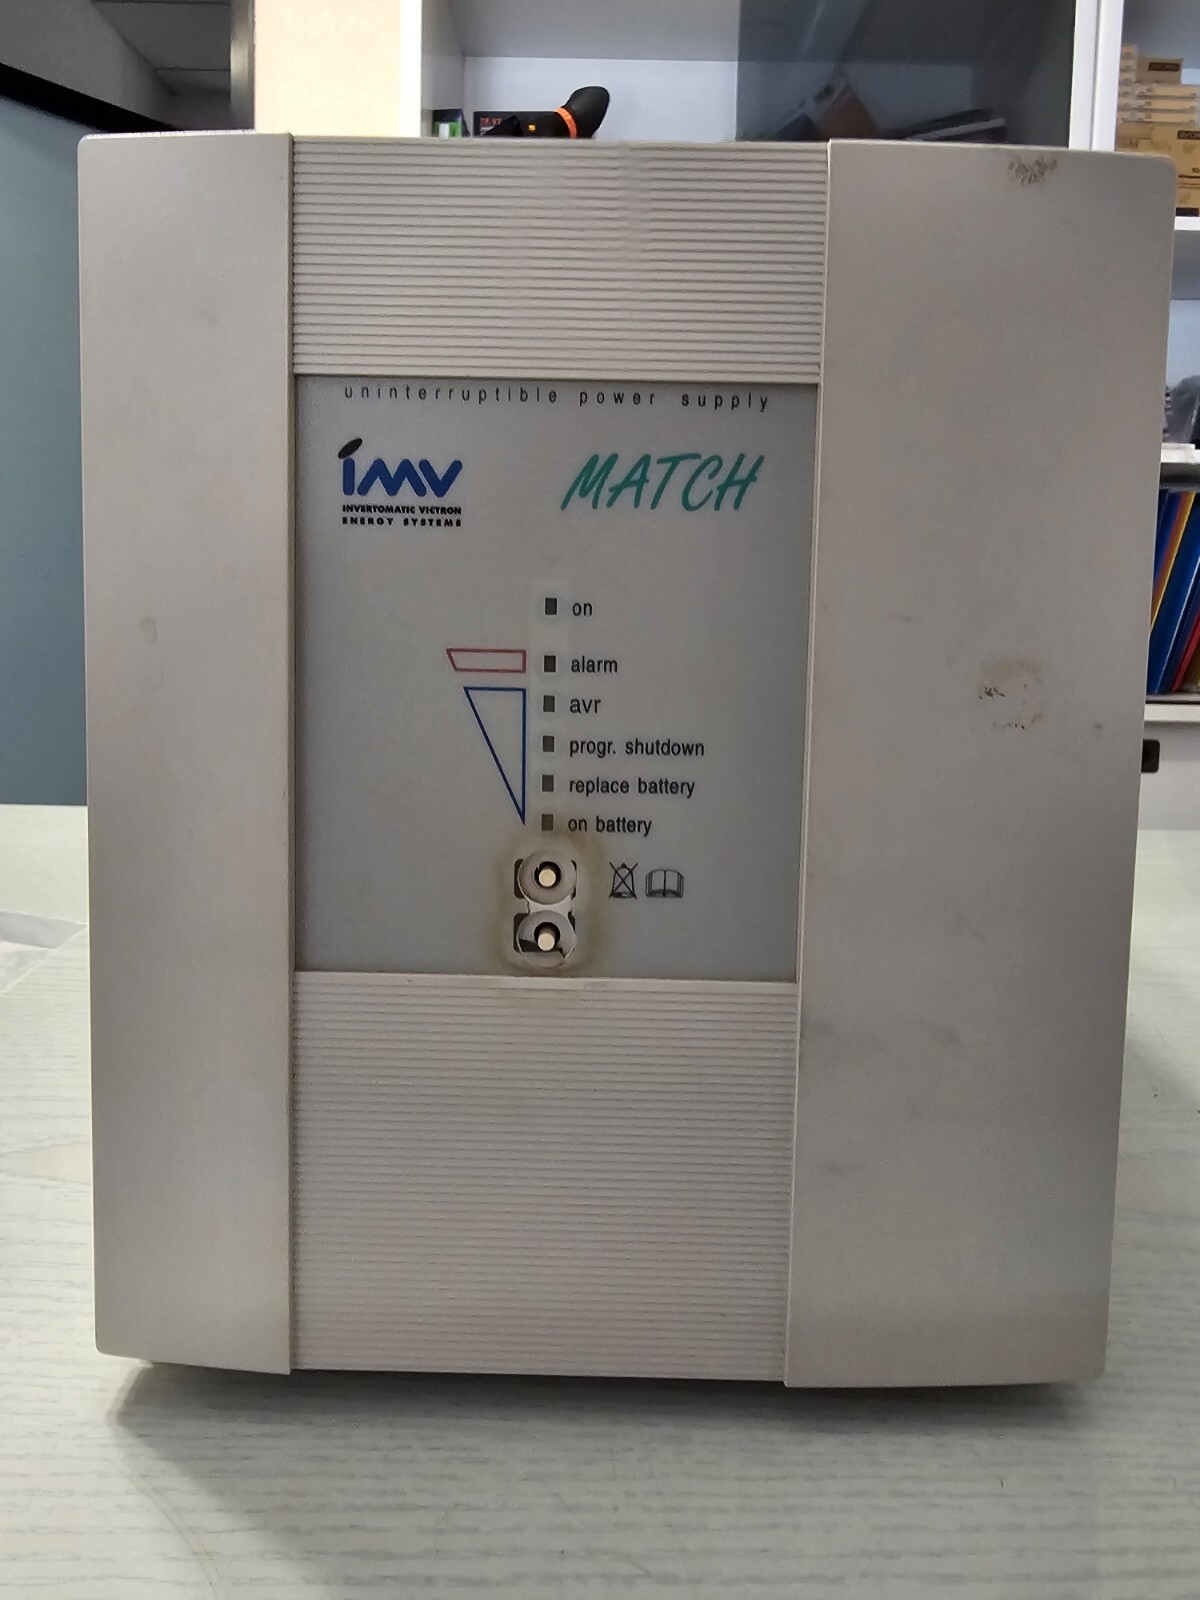 uninterruptible power supply
imv
INVERTOMATIC VICTRON
ENERGY SYSTEMS
MATCH
on
alarm
avr
progr. shutdown
replace battery
on battery